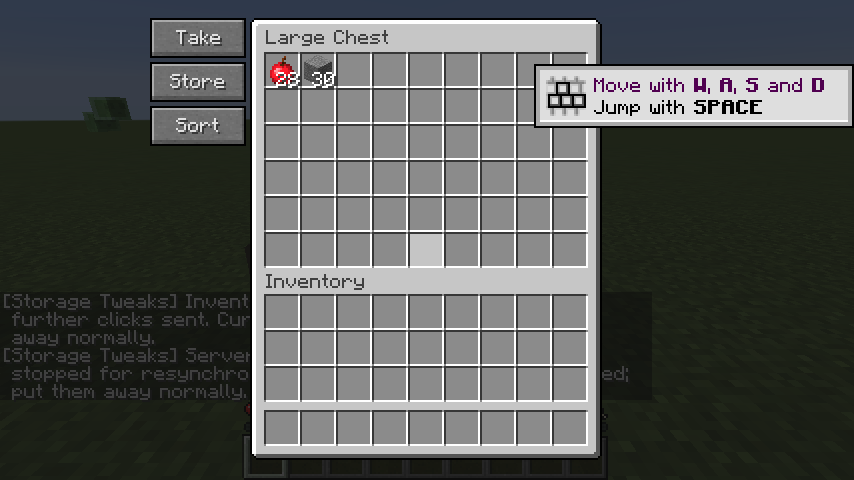 Take
Store
Sort
Large Chest
28
30
Move with W, A, S and D
Jump with SPACE
Inventory
[Storage Tweaks] Invent
further clicks sent. Cur
away normally.
[Storage Tweaks] Server
stopped for resynchro ed;
put them away normally.